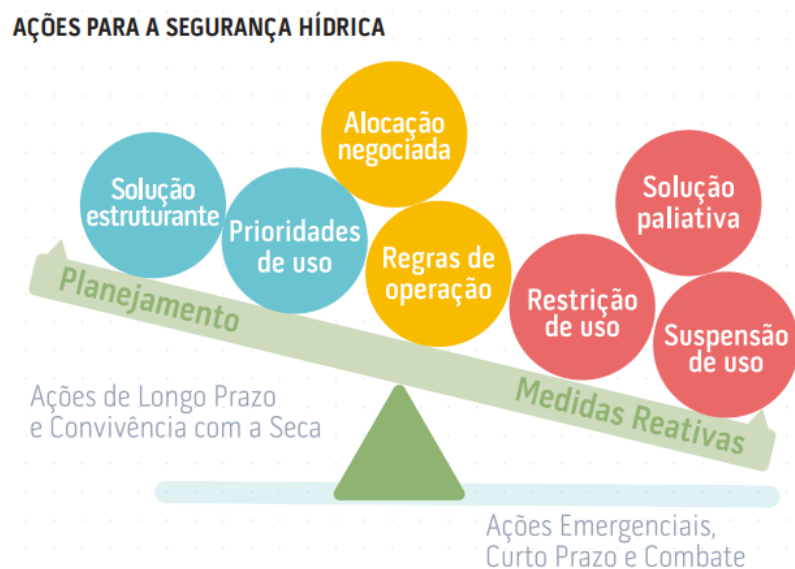 AÇÕES PARA A SEGURANÇA HÍDRICA
Alocação
negociada
Solução
estruturante
Prioridades
de uso
Regras de
operação
Solução
paliativa
Restrição
de uso
Suspensão
de uso
Planejamento
Medidas Reativas
Ações de Longo Prazo
e Convivência com a Seca
Ações Emergenciais,
Curto Prazo e Combate